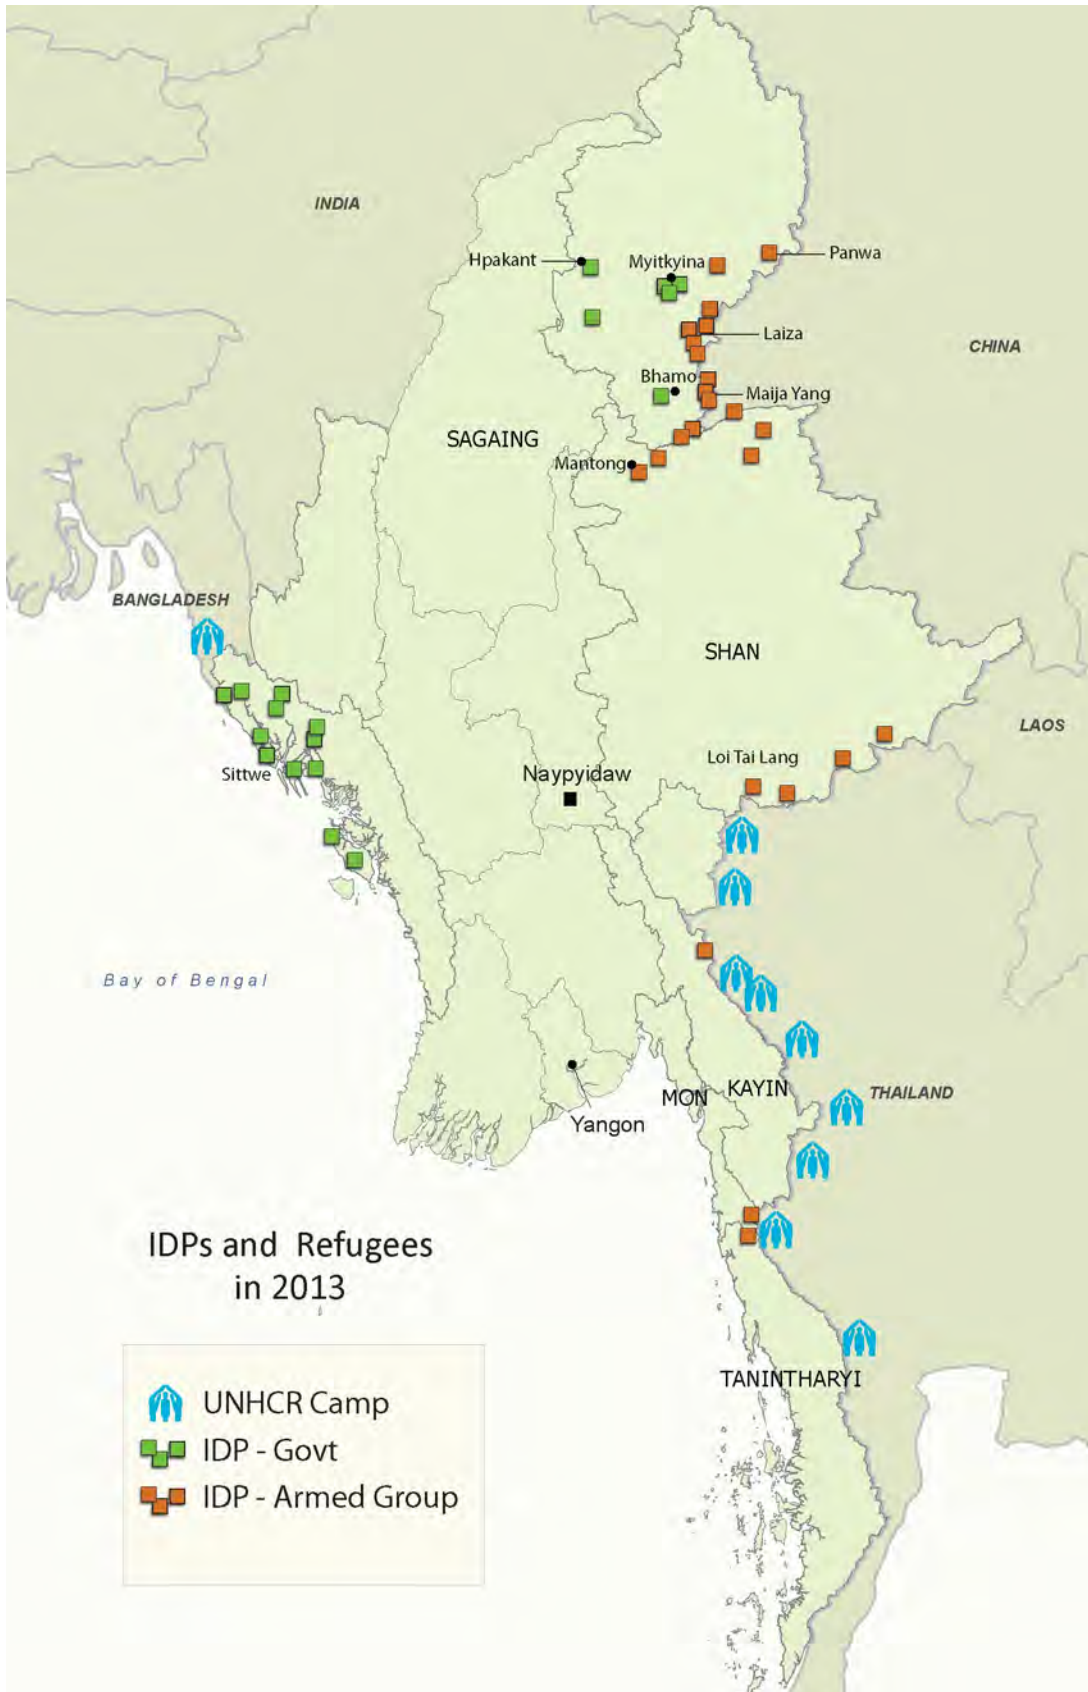 INDIA
Hpakant
Myitkyina
Panwa
Laiza
CHINA
Bhamo
Maija Yang
SAGAING
Mantong
BANGLADESH
SHAN
LAOS
Loi Tai Lang
Sittwe
Naypyidaw
Bay of Bengal
KAYIN
MON
THAILAND
Yangon
IDPs and Refugees
in 2013
TANINTHARYI
UNHCR Camp
IDP - Govt
IDP - Armed Group